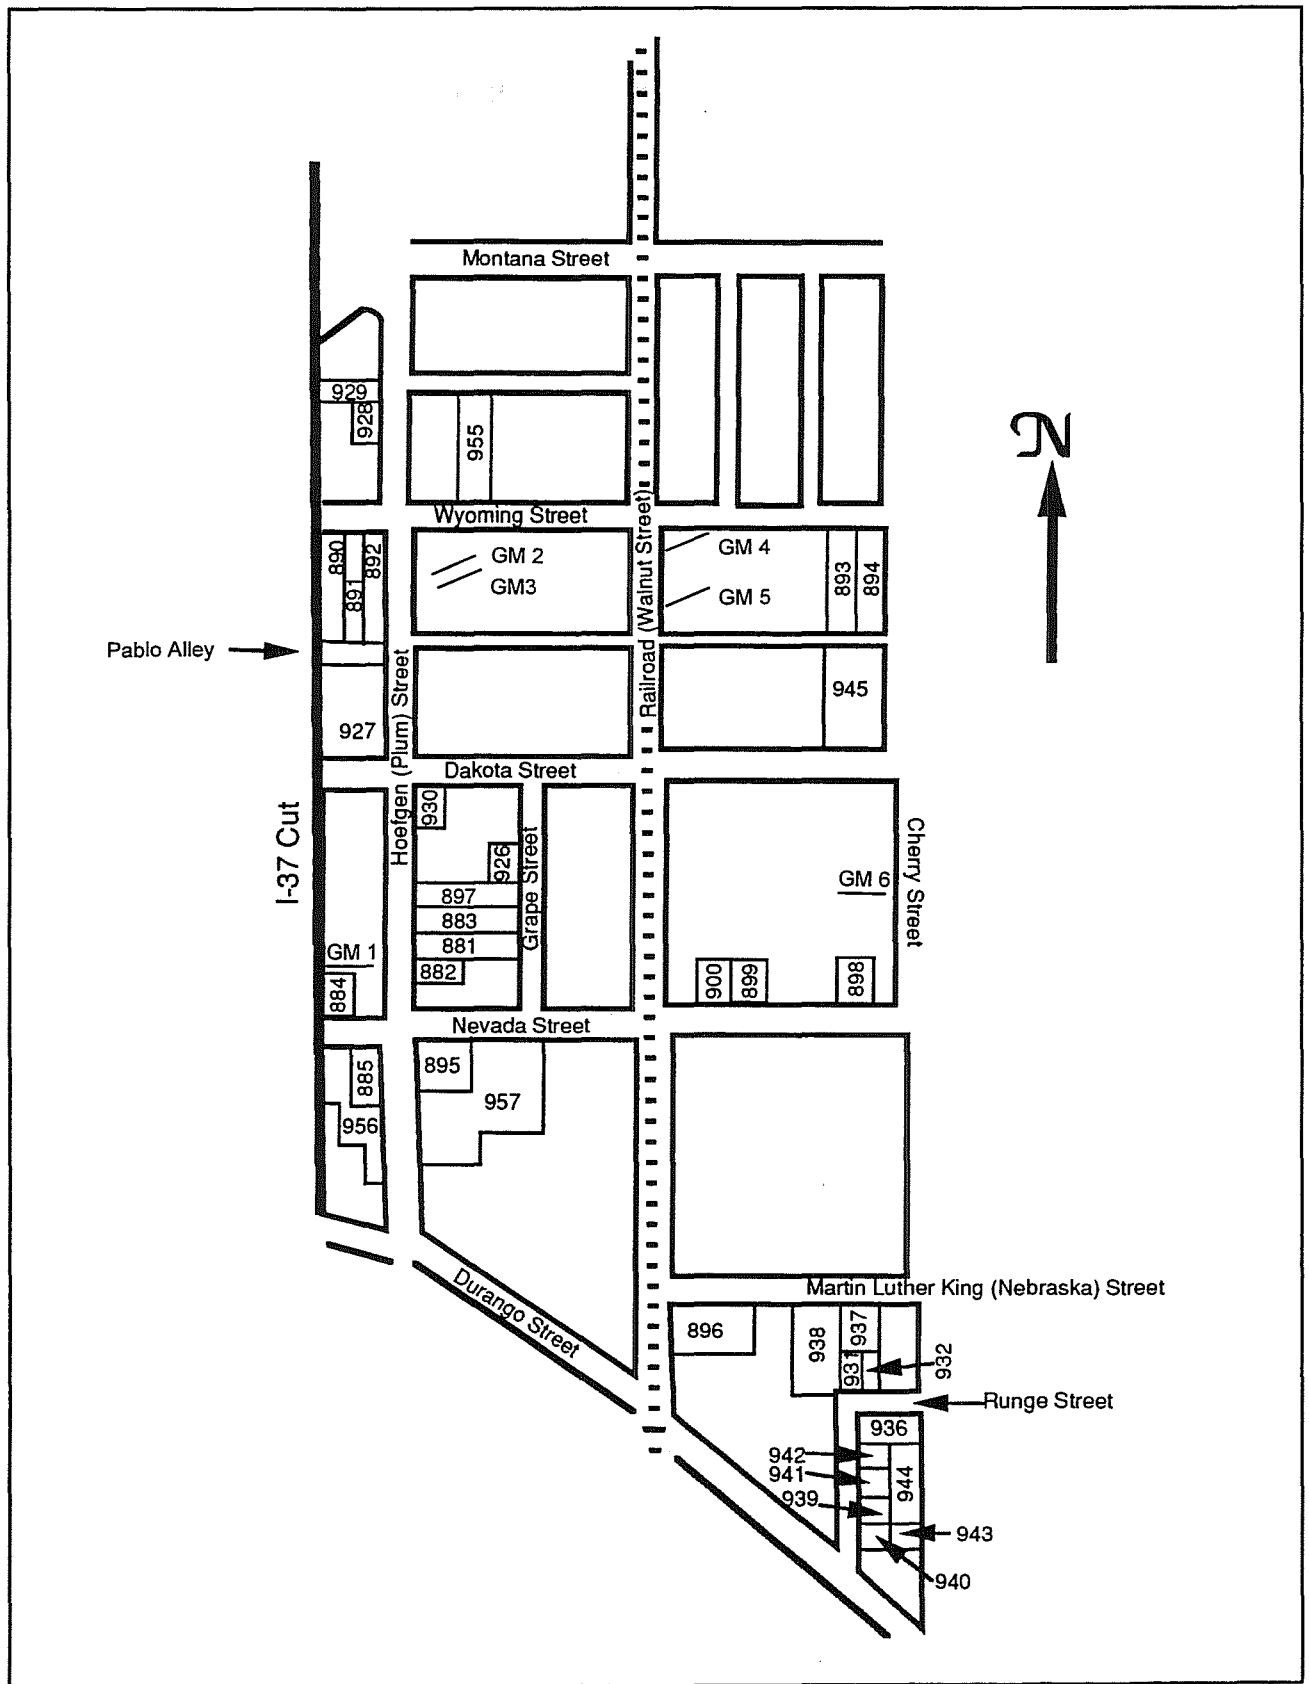 Montana Street
929
928
955
N
Wyoming Street
890
891
892
GM 2
GM3
Railroad (Walnut Street)
GM 4
GM 5
893
894
Pablo Alley
927
Hoefgen (Plum) Street
945
Dakota Street
I-37 Cut
930
926
897
883
881
882
Grape Street
GM 6
Cherry Street
GM 1
884
900
899
898
Nevada Street
885
956
895
957
Durango Street
Martin Luther King (Nebraska) Street
896
938
937
931
932
Runge Street
936
942
941
939
944
943
940